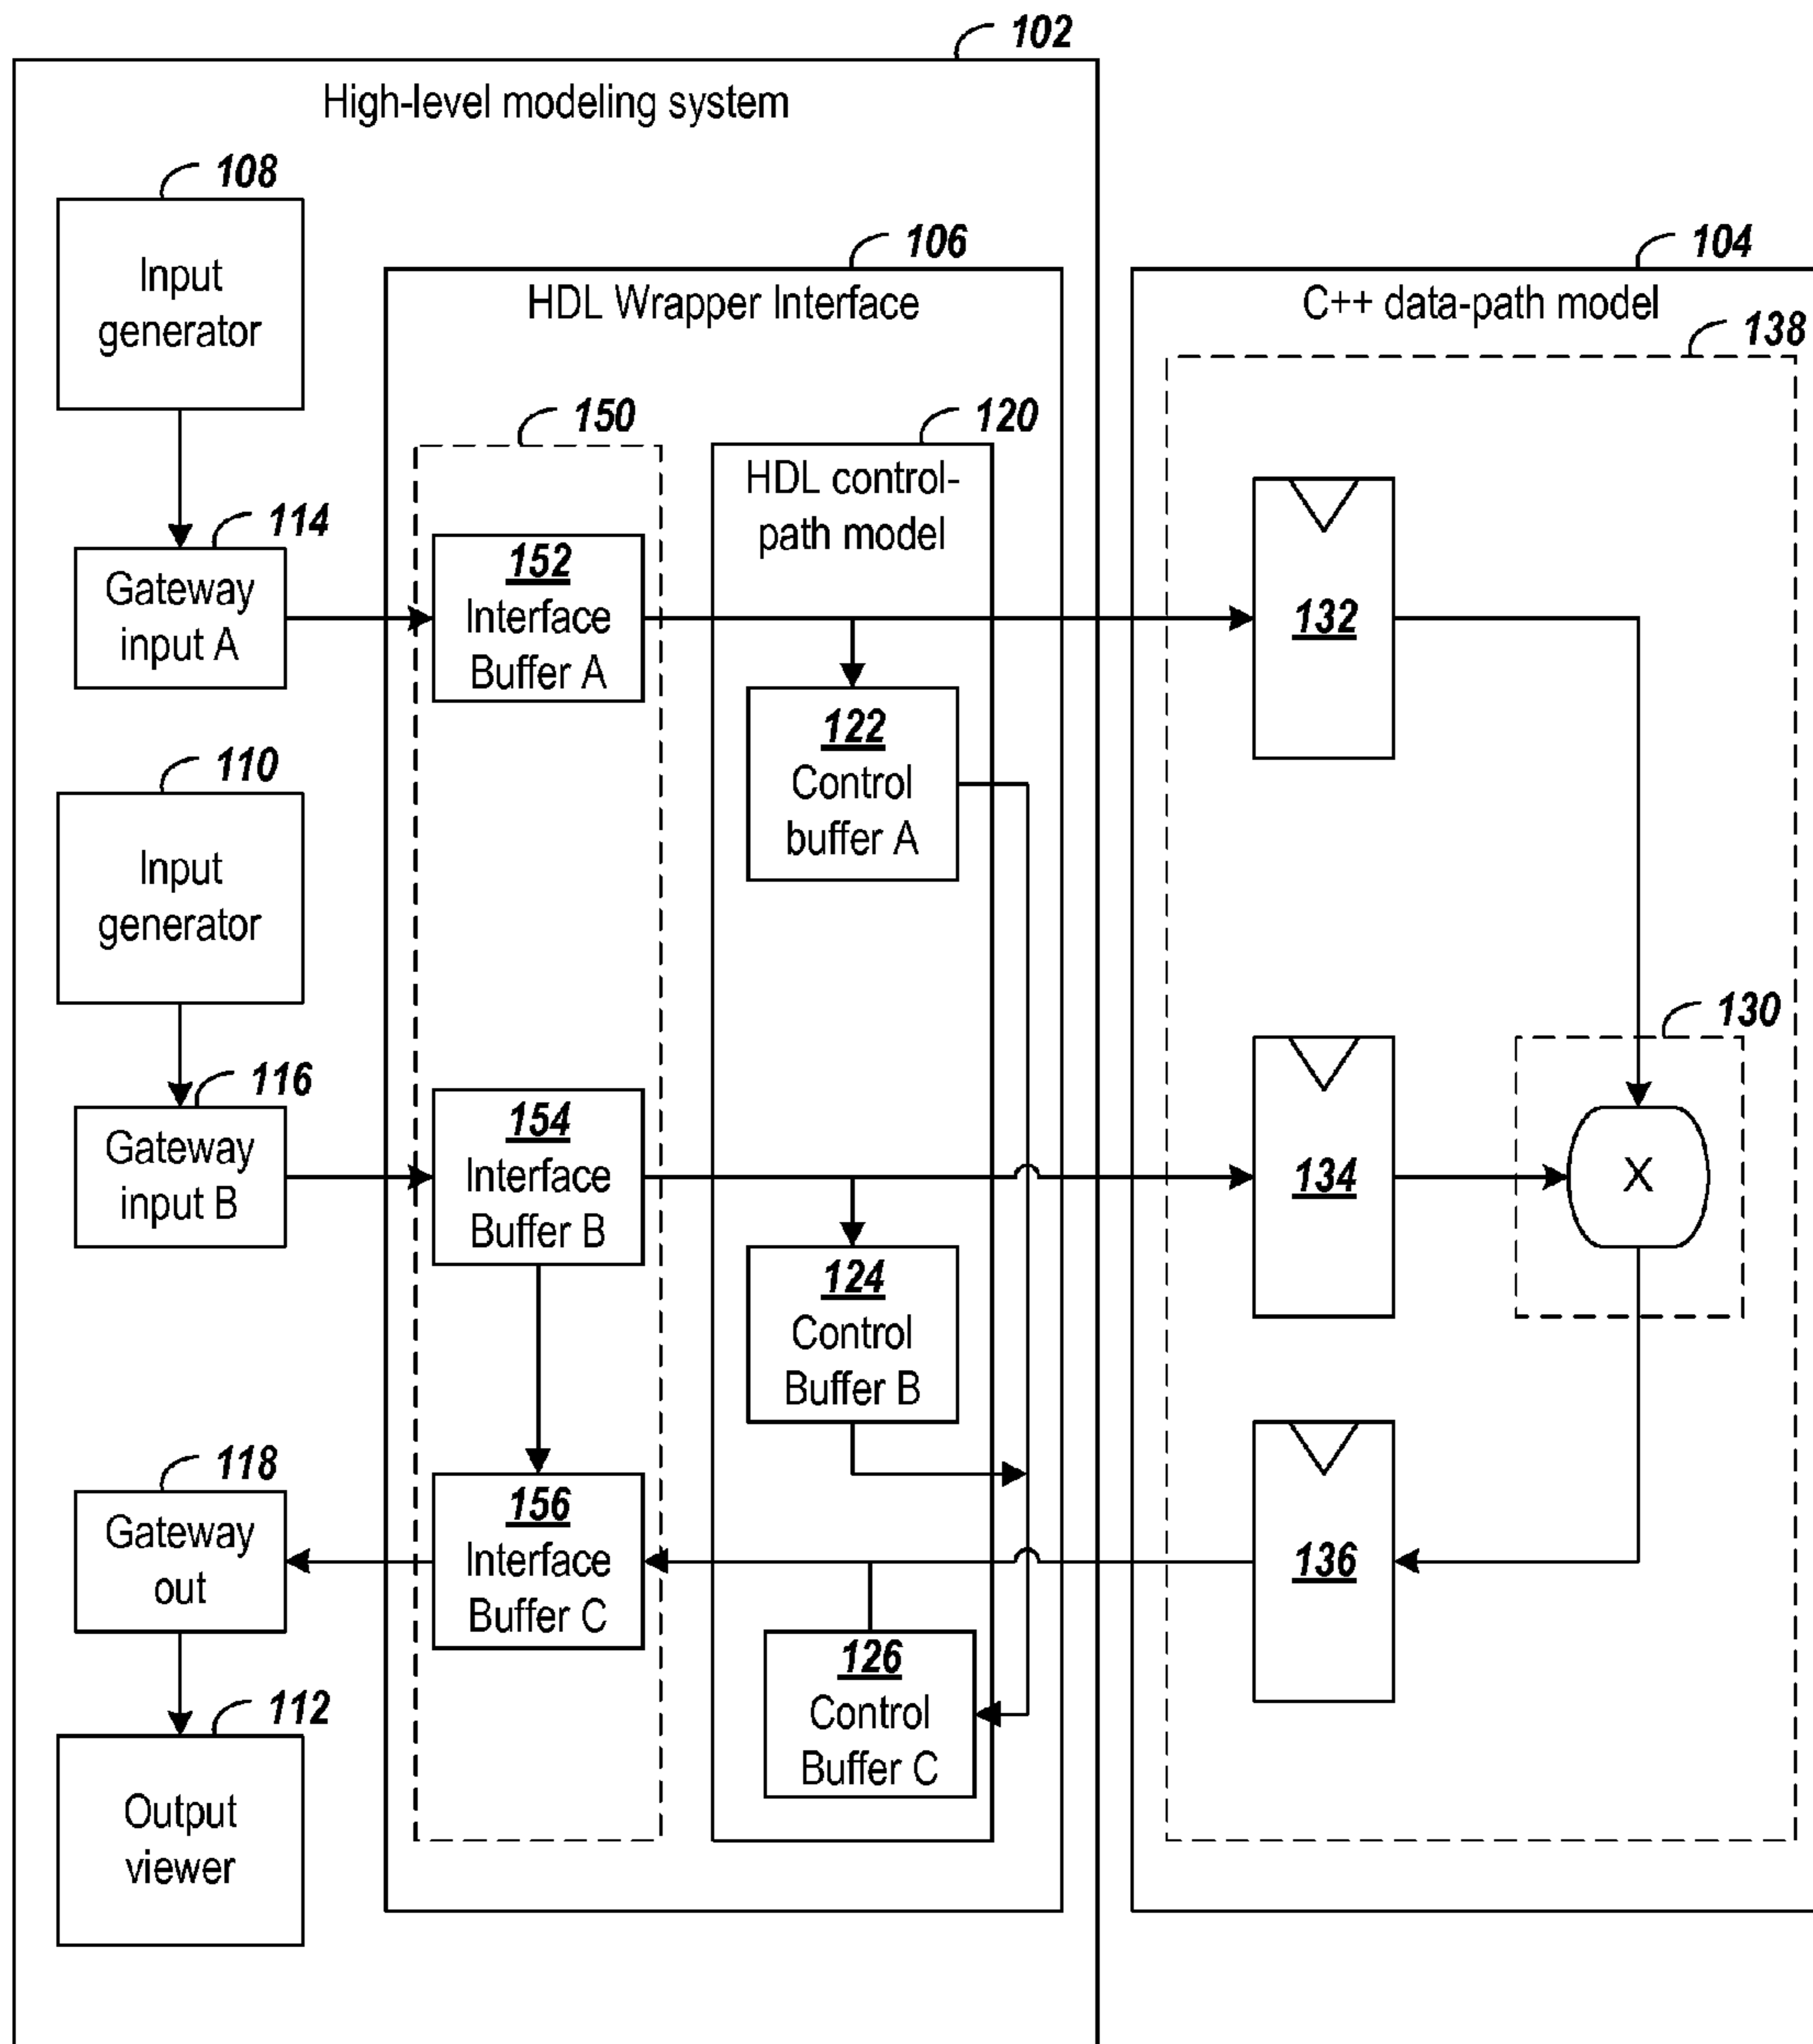 102
High-level modeling system
108
Input
generator
106
HDL Wrapper Interface
104
C++ data-path model
138
150
120
HDL control-
path model
114
Gateway
input A
152
Interface
Buffer A
132
122
Control
buffer A
110
Input
generator
130
116
Gateway
input B
154
Interface
Buffer B
134
X
124
Control
Buffer B
118
Gateway
out
156
Interface
Buffer C
136
126
Control
Buffer C
112
Output
viewer